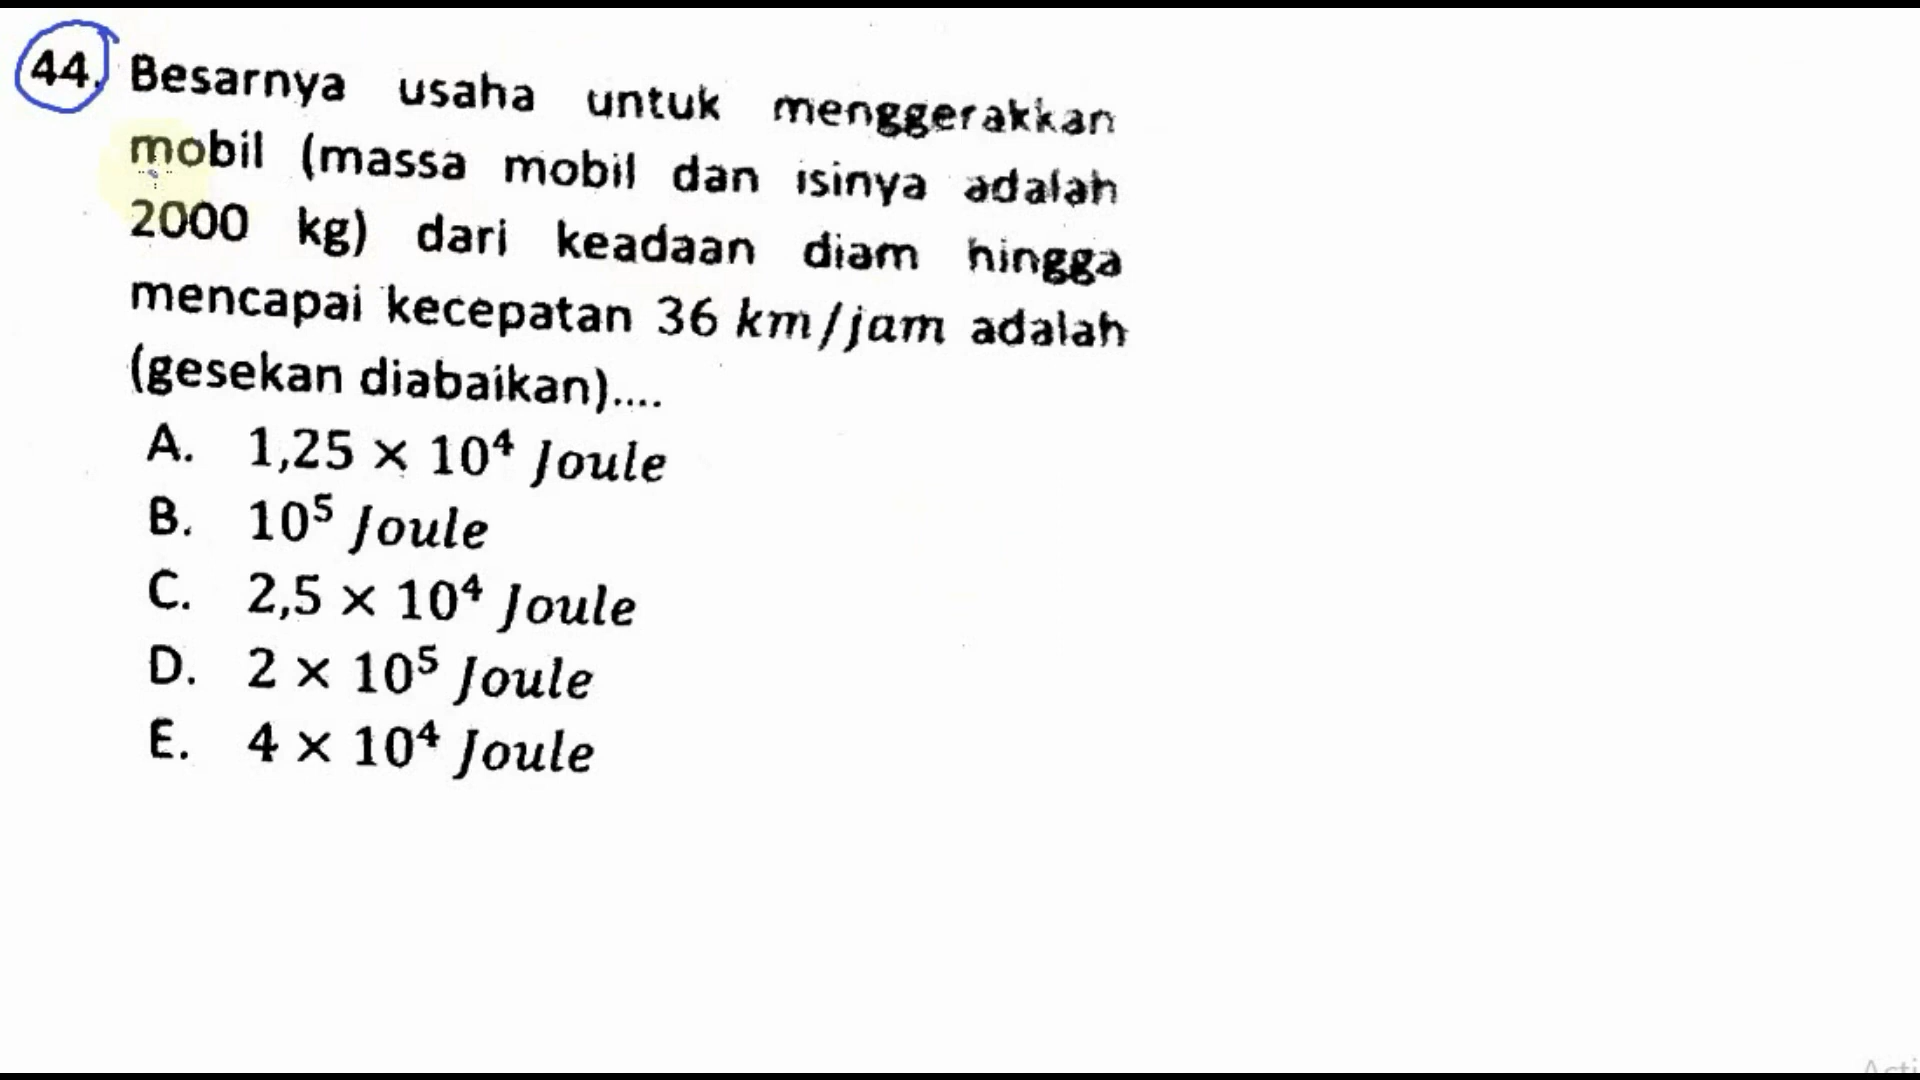 44. Besarnya usaha untuk menggerakkan
mobil (massa mobil dan isinya adalah
2000 kg) dari keadaan diam hingga
mencapai kecepatan 36 km/jam adalah
(gesekan diabaikan)....
A. 1,25 × 10⁴ Joule
B. 10⁵ Joule
C. 2,5 × 10⁴ Joule
D. 2 × 10⁵ Joule
E. 4 × 10⁴ Joule